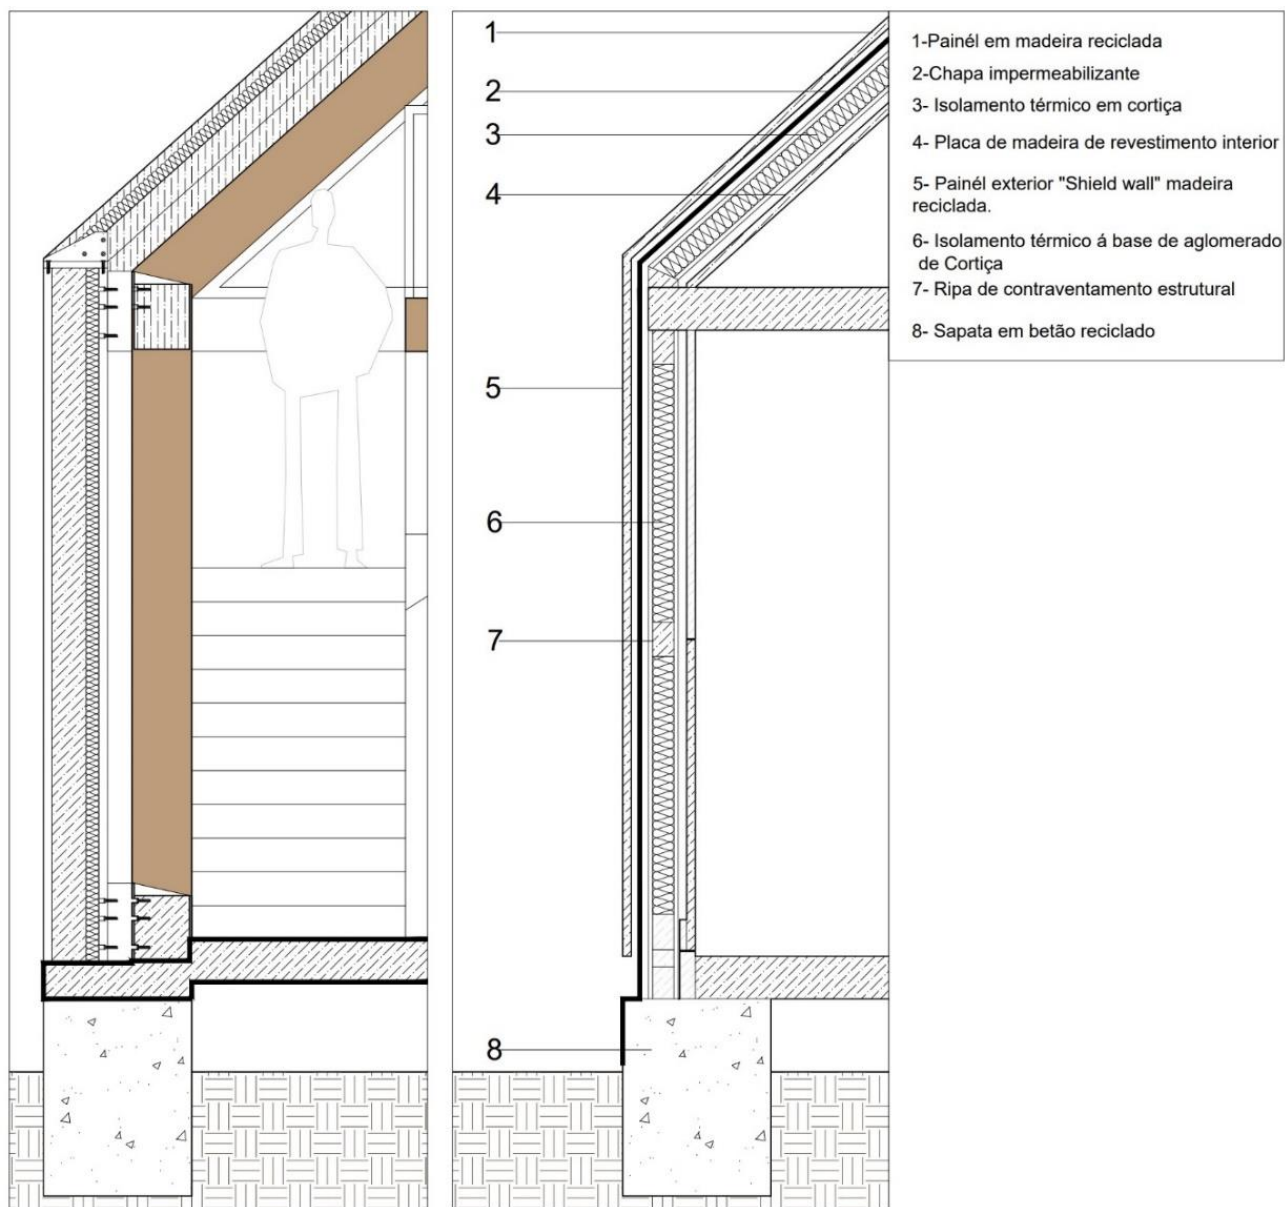 1
2
3
4
5
6
7
8
1-Painél em madeira reciclada
2-Chapa impermeabilizante
3- Isolamento térmico em cortiça
4- Placa de madeira de revestimento interior
5- Painél exterior "Shield wall" madeira
reciclada.
6- Isolamento térmico á base de aglomerado
de Cortiça
7- Ripa de contraventamento estrutural
8- Sapata em betão reciclado